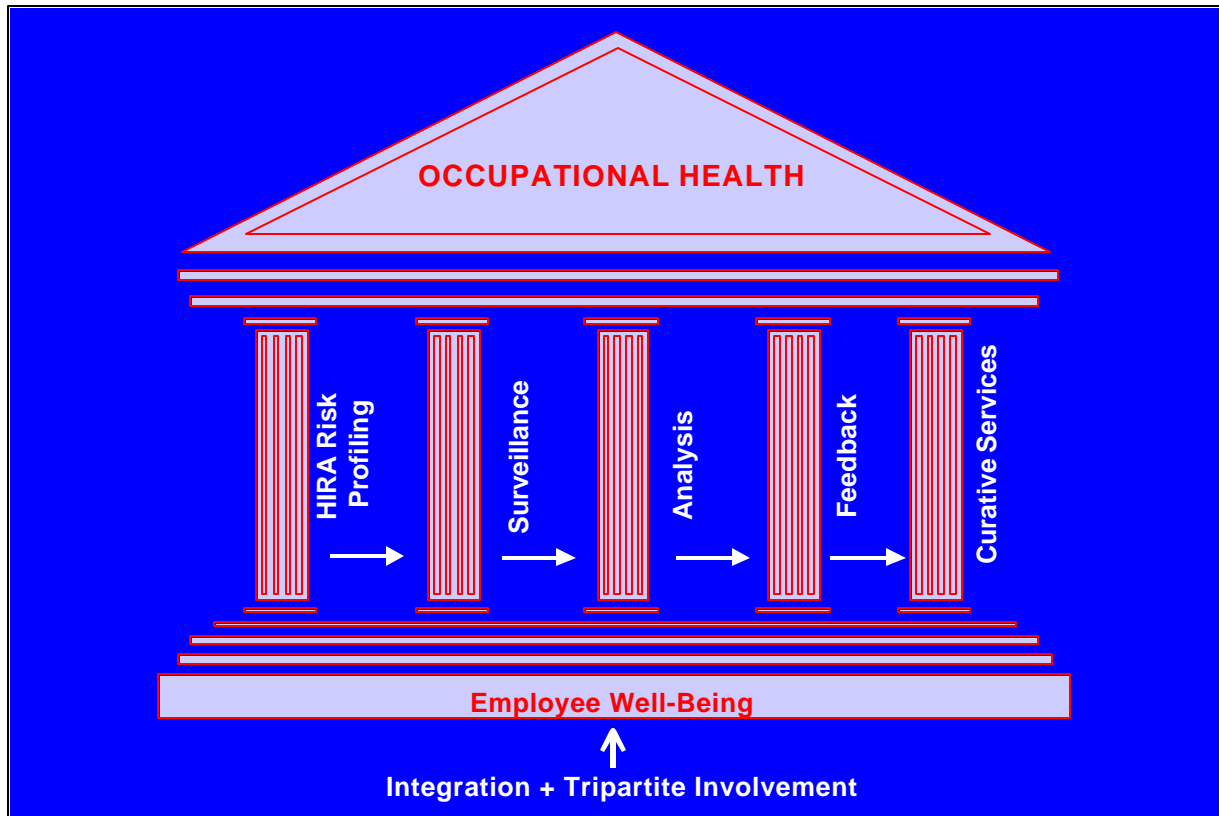 OCCUPATIONAL HEALTH
HIRA Risk
Profiling
Surveillance
Analysis
Feedback
Curative Services
Employee Well-Being
Integration + Tripartite Involvement